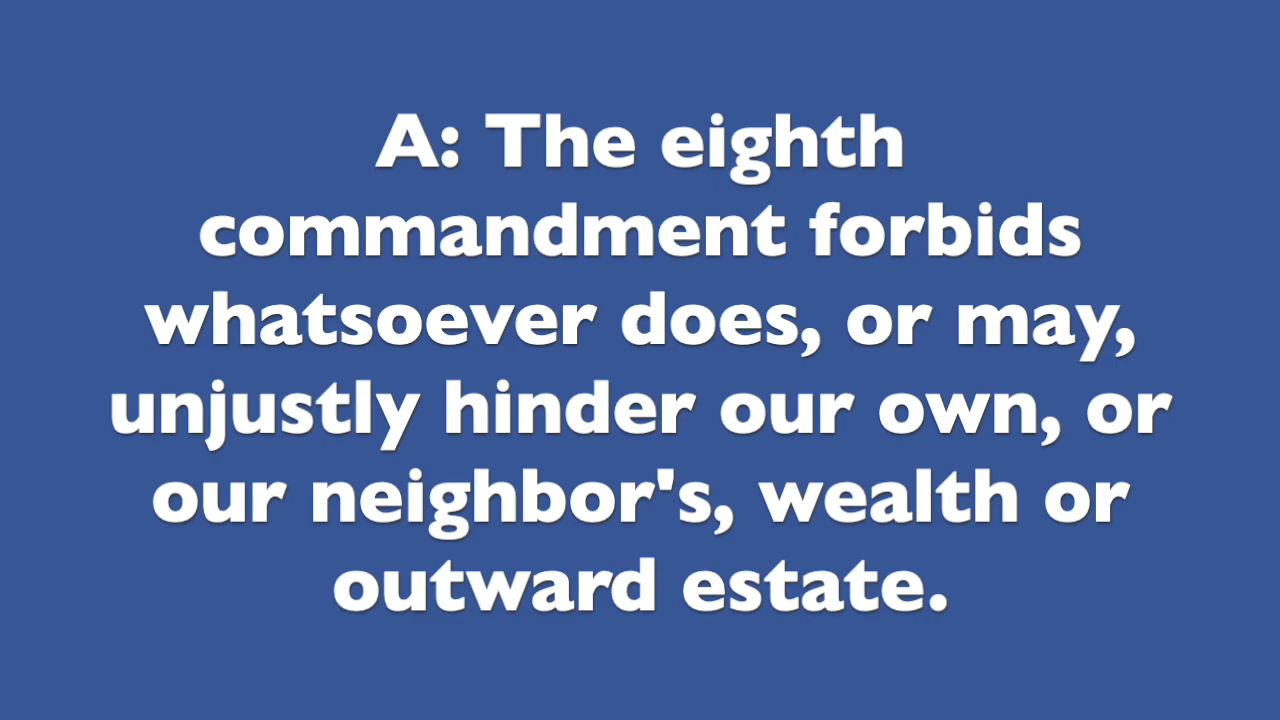 A: The eighth
commandment forbids
whatsoever does, or may,
unjustly hinder our own, or
our neighbor's, wealth or
outward estate.